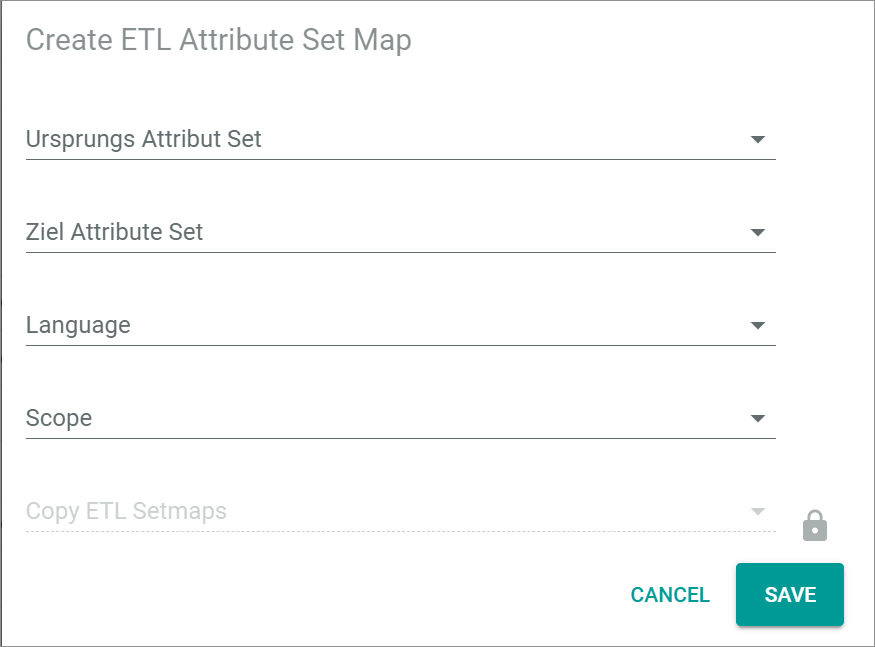 Create ETL Attribute Set Map
Ursprungs Attribut Set
Ziel Attribute Set
Language
Scope
Copy ETL Setmaps
CANCEL
SAVE